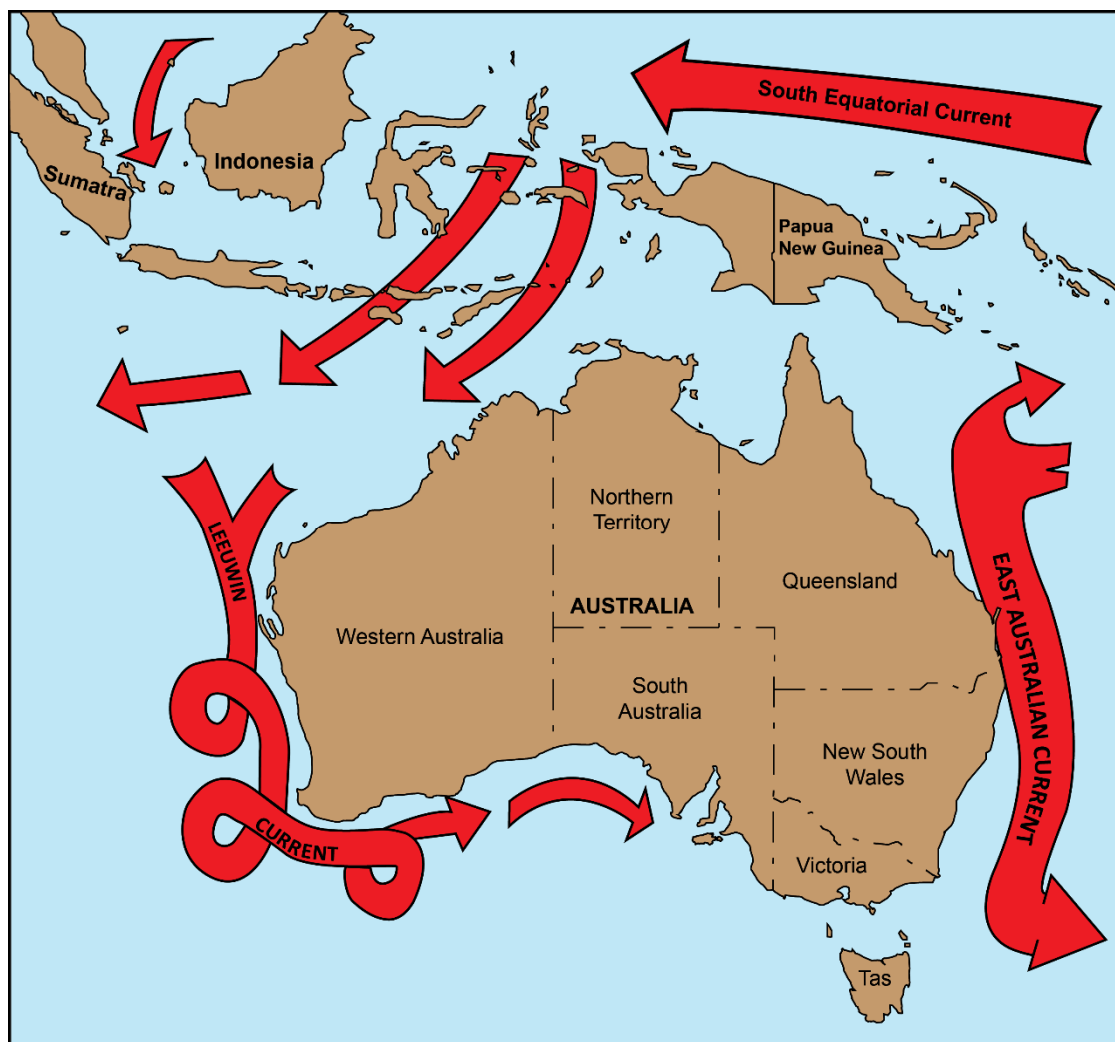 South Equatorial Current
Indonesia
Sumatra
Papua
New Guinea
Northern
Territory
LEEUWIN
EAST AUSTRALIAN CURRENT
Queensland
AUSTRALIA
Western Australia
South
Australia
New South
Wales
CURRENT
Victoria
Tas